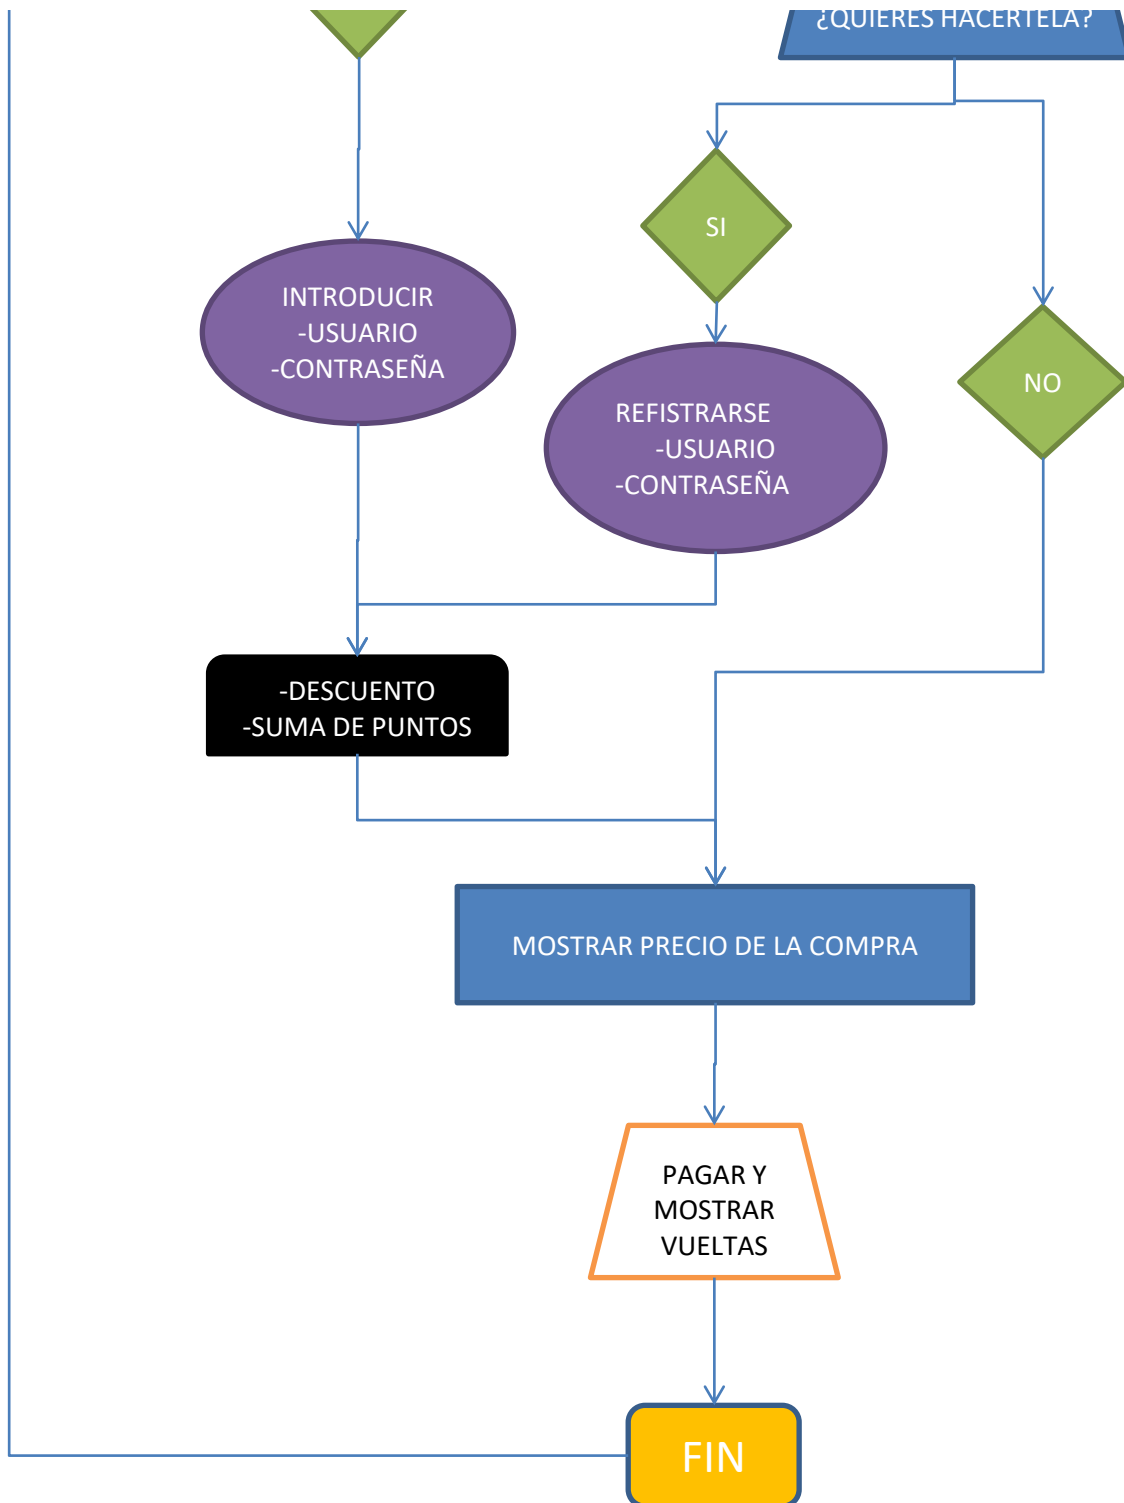 ¿QUIERES HACERTELA?
SI
INTRODUCIR
-USUARIO
-CONTRASEÑA
NO
REFISTRARSE
-USUARIO
-CONTRASEÑA
-DESCUENTO
-SUMA DE PUNTOS
MOSTRAR PRECIO DE LA COMPRA
PAGAR Y
MOSTRAR
VUELTAS
FIN